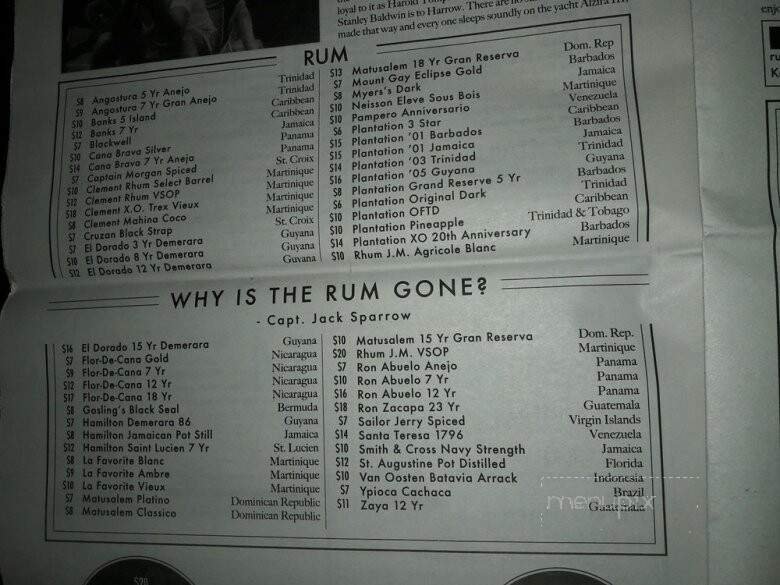 loyal to it as Harold
Stanley Baldwin is to Harrow. There are no
made that way and every one sleeps soundly on the yacht Alzira III,
RUM
$8 Angostura 5 Yr Anejo Trinidad
$9 Angostura 7 Yr Gran Anejo Trinidad
$10 Banks 5 Island Caribbean
$12 Banks 7 Yr Caribbean
$7 Blackwell Jamaica
$10 Cana Brava Silver Panama
$14 Cana Brava 7 Yr Anejo Panama
$7 Captain Morgan Spiced St. Croix
$10 Clement Rhum Select Barrel Martinique
$12 Clement Rhum VSOP Martinique
$18 Clement X.O. Trex Vieux Martinique
$8 Clement Mahina Coco Martinique
$7 Cruzan Black Strap St. Croix
$7 El Dorado 3 Yr Demerara Guyana
$10 El Dorado 8 Yr Demerara Guyana
$12 El Dorado 12 Yr Demerara Guyana
$13 Matusalem 18 Yr Gran Reserva Dom. Rep
$7 Mount Gay Eclipse Gold Barbados
$8 Myers's Dark Jamaica
$10 Neisson Eleve Sous Bois Martinique
$10 Pampero Anniversario Venezuela
$6 Plantation 3 Star Caribbean
$15 Plantation '01 Barbados Barbados
$15 Plantation '01 Jamaica Jamaica
$14 Plantation '03 Trinidad Trinidad
$16 Plantation '05 Guyana Guyana
$8 Plantation Grand Reserve 5 Yr Barbados
$6 Plantation Original Dark Trinidad
$10 Plantation OFTD Caribbean
$10 Plantation Pineapple Trinidad & Tobago
$14 Plantation XO 20th Anniversary Barbados
$10 Rhum J.M. Agricole Blanc Martinique
WHY IS THE RUM GONE?
- Capt. Jack Sparrow
$16 El Dorado 15 Yr Demerara Guyana
$7 Flor-De-Cana Gold Nicaragua
$9 Flor-De-Cana 7 Yr Nicaragua
$12 Flor-De-Cana 12 Yr Nicaragua
$17 Flor-De-Cana 18 Yr Nicaragua
$8 Gosling's Black Seal Bermuda
$7 Hamilton Demerara 86 Guyana
$8 Hamilton Jamaican Pot Still Jamaica
$12 Hamilton Saint Lucien 7 Yr St. Lucien
$8 La Favorite Blanc Martinique
$9 La Favorite Ambre Martinique
$10 La Favorite Vieux Martinique
$7 Matusalem Platino Dominican Republic
$8 Matusalem Classico Dominican Republic
$10 Matusalem 15 Yr Gran Reserva Dom. Rep.
$20 Rhum J.M. VSOP Martinique
$7 Ron Abuelo Anejo Panama
$10 Ron Abuelo 7 Yr Panama
$16 Ron Abuelo 12 Yr Panama
$18 Ron Zacapa 23 Yr Guatemala
$7 Sailor Jerry Spiced Virgin Islands
$14 Santa Teresa 1796 Venezuela
$10 Smith & Cross Navy Strength Jamaica
$12 St. Augustine Pot Distilled Florida
$10 Van Oosten Batavia Arrack Indonesia
$7 Ypioca Cachaca Brazil
$11 Zaya 12 Yr Guatemala
menupix
$20